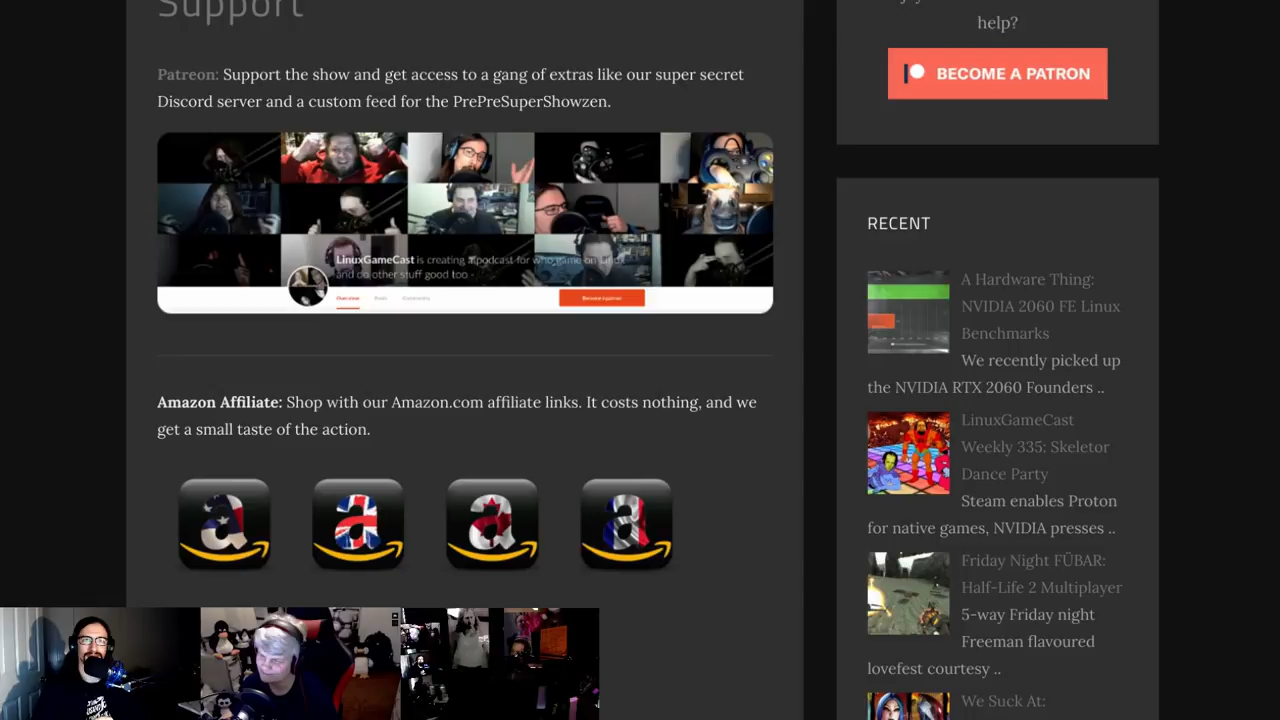 Support
Patreon: Support the show and get access to a gang of extras like our super secret
Discord server and a custom feed for the PrePreSuperShowzen.
LinuxGameCast is creating a podcast for who game on Linux
and do other stuff good too -
Overview Posts Community
Become a patron
Amazon Affiliate: Shop with our Amazon.com affiliate links. It costs nothing, and we
get a small taste of the action.
a a a a
help?
BECOME A PATRON
RECENT
A Hardware Thing:
NVIDIA 2060 FE Linux
Benchmarks
We recently picked up
the NVIDIA RTX 2060 Founders ..
LinuxGameCast
Weekly 335: Skeletor
Dance Party
Steam enables Proton
for native games, NVIDIA presses ..
Friday Night FÜBAR:
Half-Life 2 Multiplayer
5-way Friday night
Freeman flavoured
lovefest courtesy ..
We Suck At: